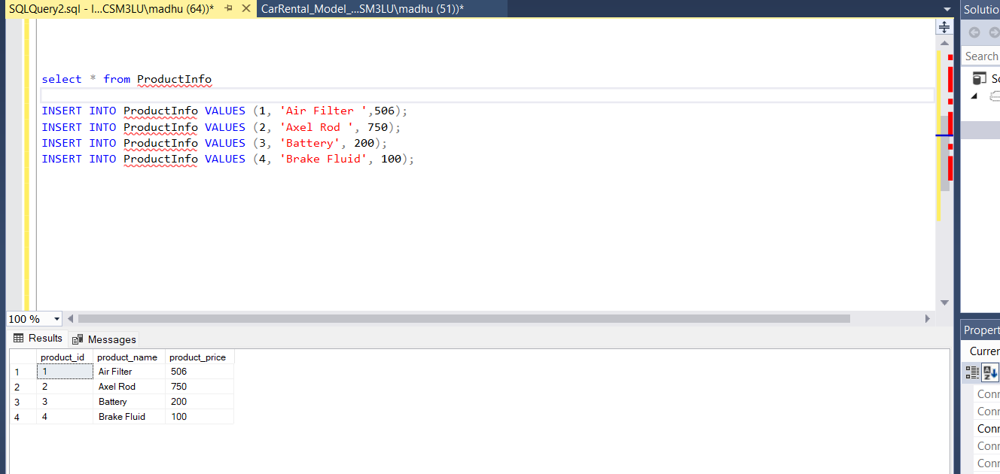 SQLQuery2.sql - l...CSM3LU\madhu (64))* CarRental_Model_...SM3LU\madhu (51))* Solutio
Search
select * from ProductInfo
INSERT INTO ProductInfo VALUES (1, 'Air Filter ',506);
INSERT INTO ProductInfo VALUES (2, 'Axel Rod ', 750);
INSERT INTO ProductInfo VALUES (3, 'Battery', 200);
INSERT INTO ProductInfo VALUES (4, 'Brake Fluid', 100);
100 %
Results Messages
product_id product_name product_price
1 1 Air Filter 506
2 2 Axel Rod 750
3 3 Battery 200
4 4 Brake Fluid 100
Propert
Currer
Conn
Conn
Conn
Conn
Conn